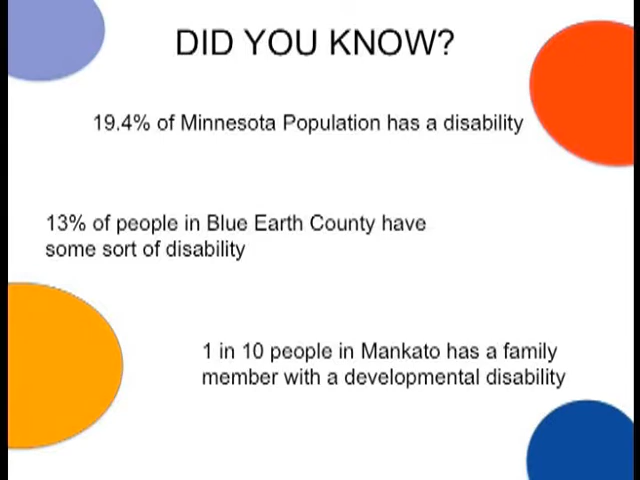 DID YOU KNOW?
19.4% of Minnesota Population has a disability
13% of people in Blue Earth County have
some sort of disability
1 in 10 people in Mankato has a family
member with a developmental disability